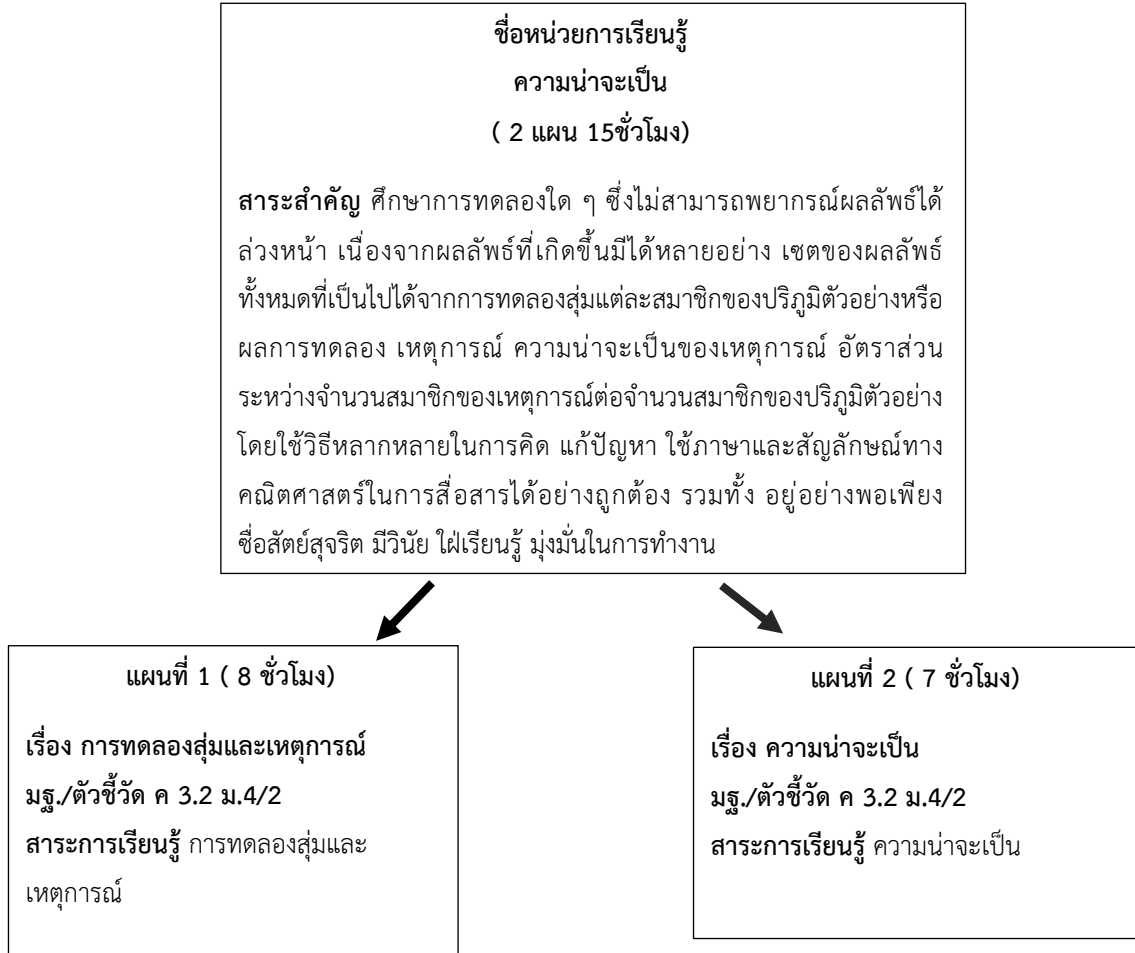 ชื่อหน่วยการเรียนรู้
ความน่าจะเป็น
( 2 แผน 15ชั่วโมง)
สาระสำคัญ ศึกษาการทดลองใด ๆ ซึ่งไม่สามารถพยากรณ์ผลลัพธ์ได้
ล่วงหน้า เนื่องจากผลลัพธ์ที่เกิดขึ้นมีได้หลายอย่าง เซตของผลลัพธ์
ทั้งหมดที่เป็นไปได้จากการทดลองสุ่มแต่ละสมาชิกของปริภูมิตัวอย่างหรือ
ผลการทดลอง เหตุการณ์ ความน่าจะเป็นของเหตุการณ์ อัตราส่วน
ระหว่างจำนวนสมาชิกของเหตุการณ์ต่อจำนวนสมาชิกของปริภูมิตัวอย่าง
โดยใช้วิธีหลากหลายในการคิด แก้ปัญหา ใช้ภาษาและสัญลักษณ์ทาง
คณิตศาสตร์ในการสื่อสารได้อย่างถูกต้อง รวมทั้ง อยู่อย่างพอเพียง
ซื่อสัตย์สุจริต มีวินัย ใฝ่เรียนรู้ มุ่งมั่นในการทำงาน
แผนที่ 1 ( 8 ชั่วโมง)
เรื่อง การทดลองสุ่มและเหตุการณ์
มฐ./ตัวชี้วัด ค 3.2 ม.4/2
สาระการเรียนรู้ การทดลองสุ่มและ
เหตุการณ์
แผนที่ 2 ( 7 ชั่วโมง)
เรื่อง ความน่าจะเป็น
มฐ./ตัวชี้วัด ค 3.2 ม.4/2
สาระการเรียนรู้ ความน่าจะเป็น